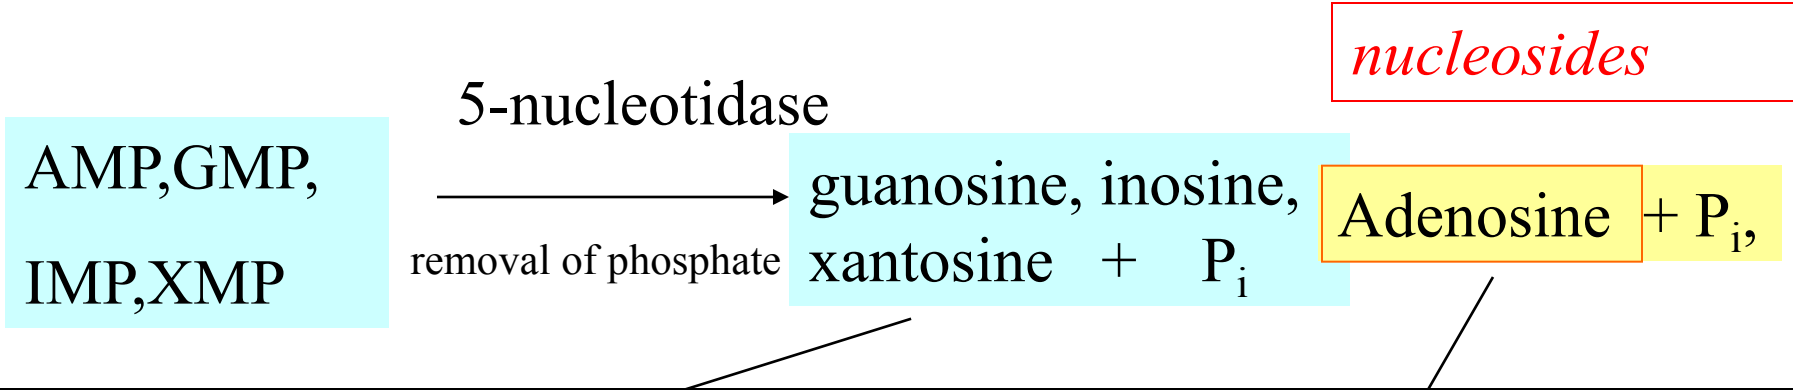 nucleosides
5-nucleotidase
AMP,GMP,
IMP,XMP
removal of phosphate
guanosine, inosine,
xantosine + Pi
Adenosine + Pi,